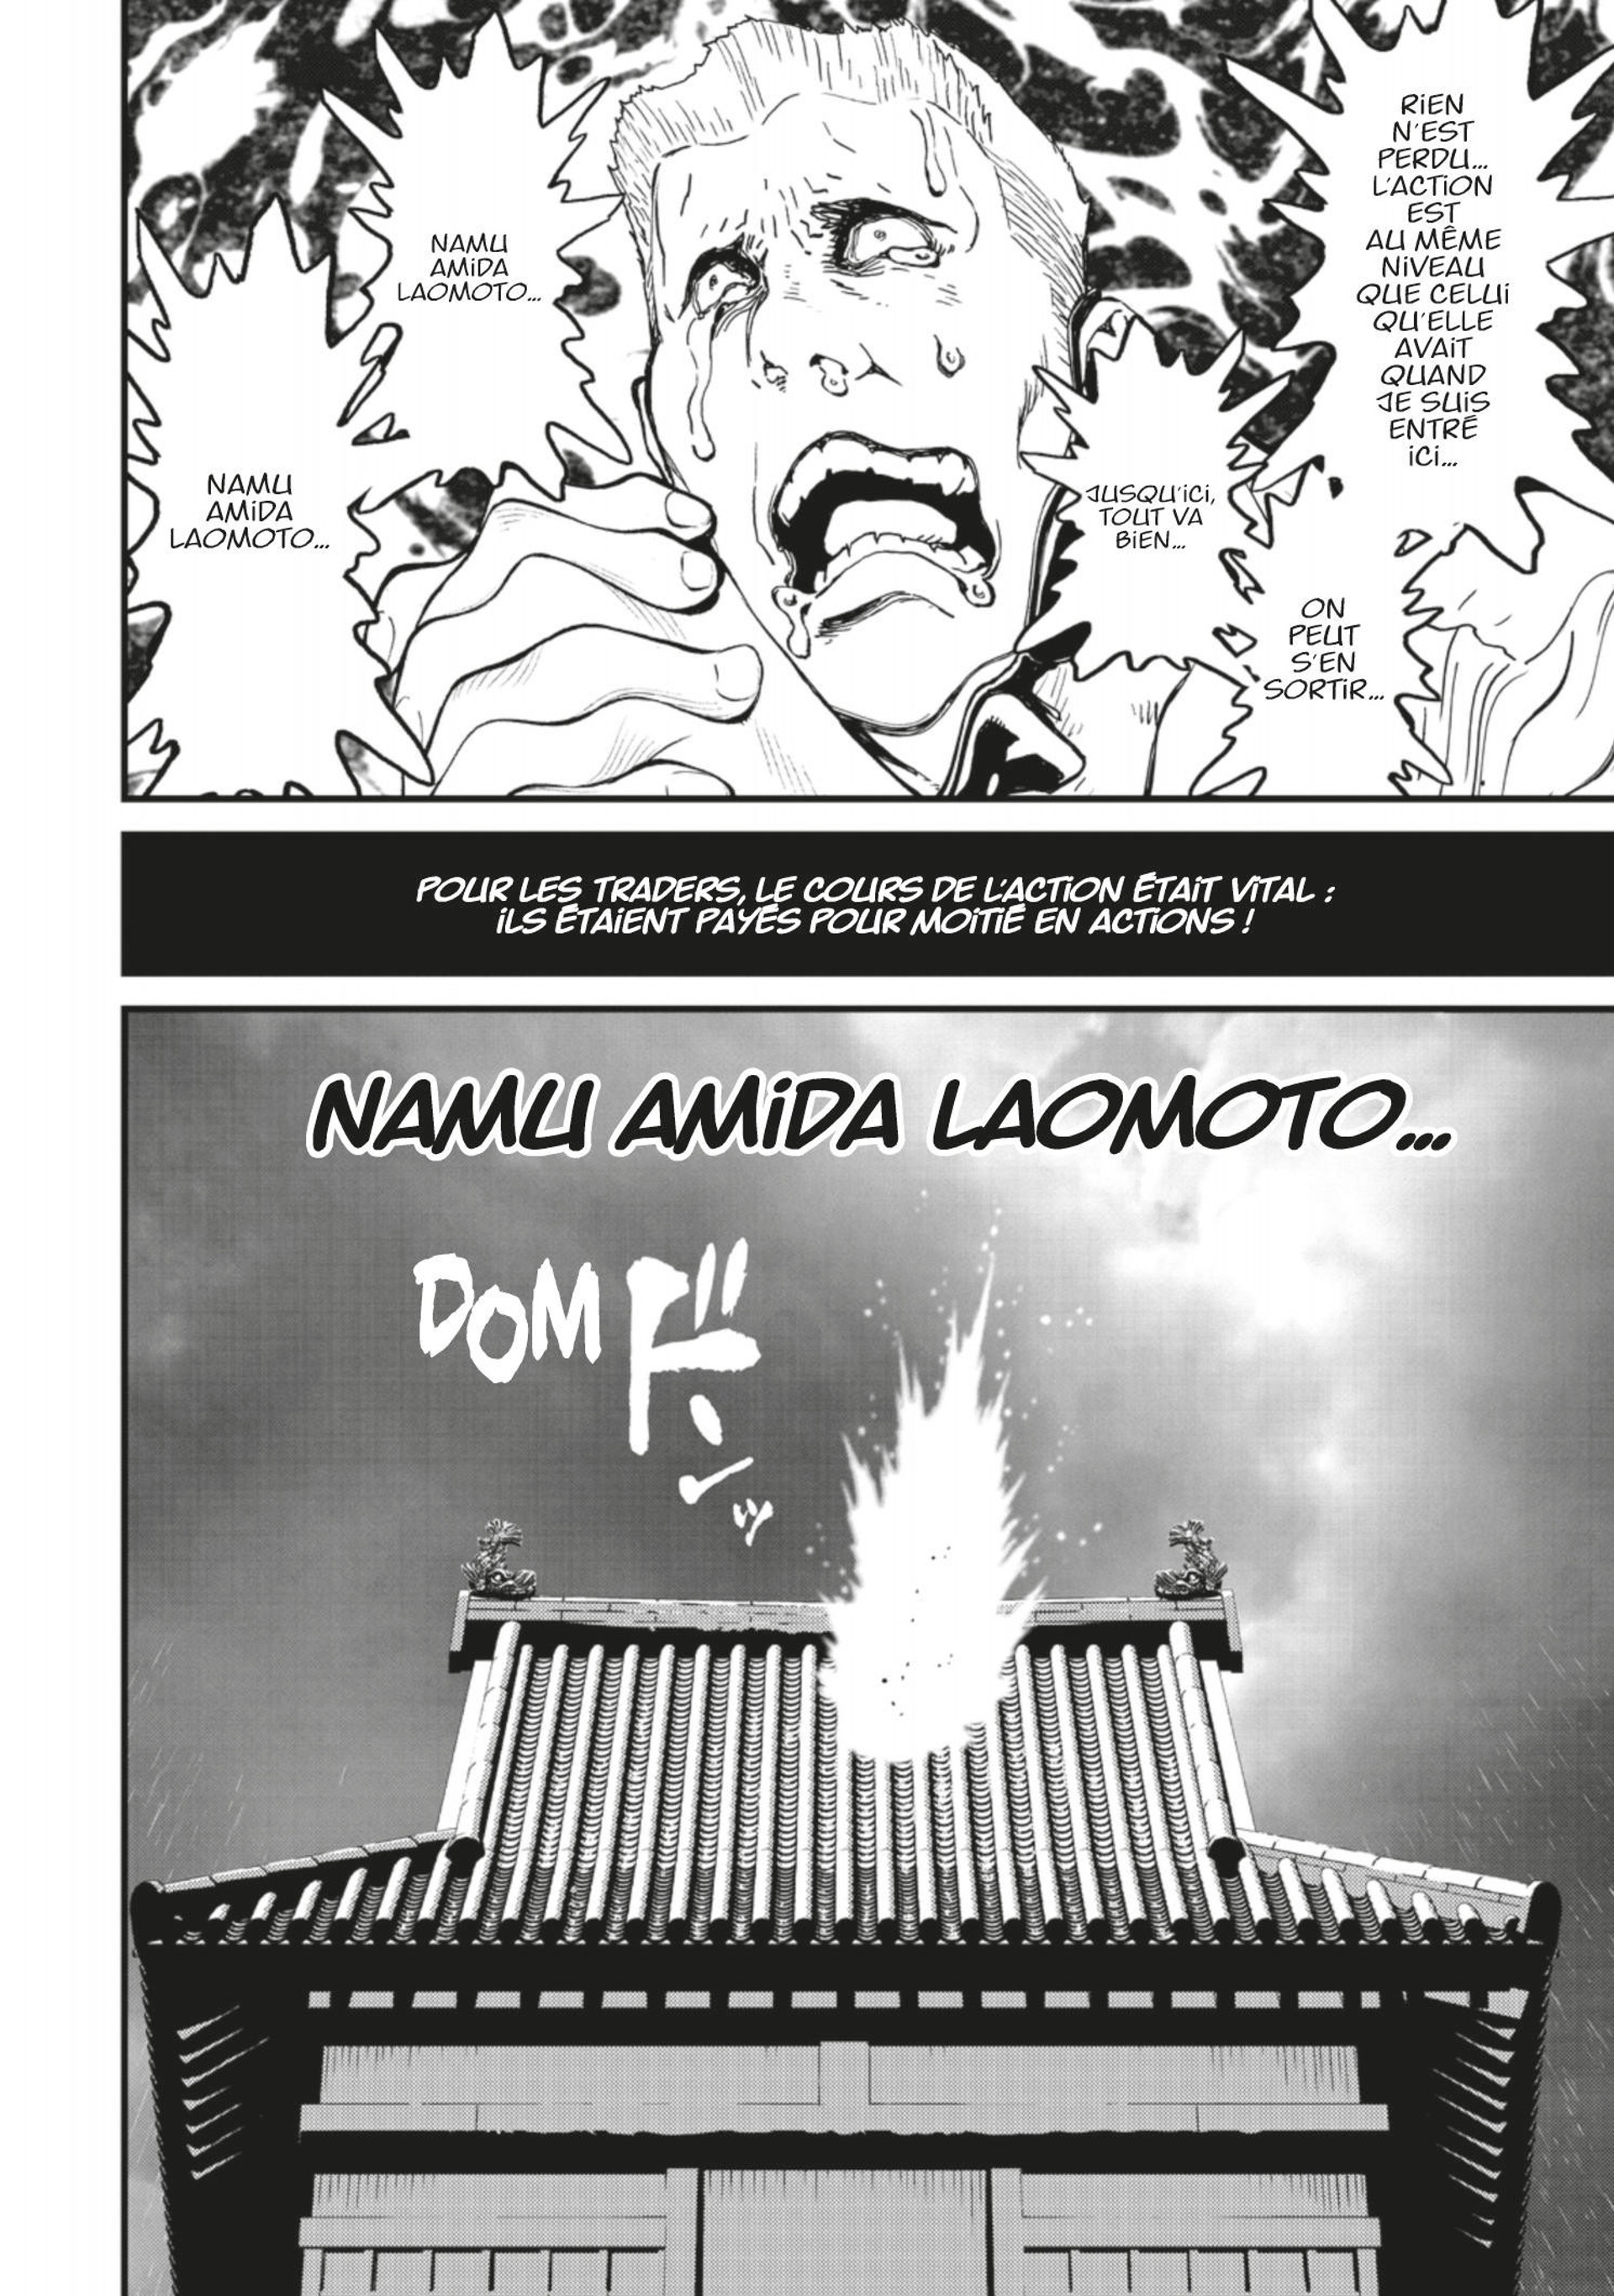 RIEN
N'EST
PERDU...
L'ACTION
EST
AU MÊME
NIVEAU
QUE CELUI
QU'ELLE
AVAIT
QUAND
JE SUIS
ENTRÉ
ICI...
ON
PEUT
S'EN
SORTIR...
JUSQU'ICI,
TOUT VA
BIEN...
NAMU
AMIDA
LAOMOTO...
NAMU
AMIDA
LAOMOTO...
POUR LES TRADERS, LE COURS DE L'ACTION ÉTAIT VITAL :
ILS ÉTAIENT PAYÉS POUR MOITIÉ EN ACTIONS !
NAMU AMIDA LAOMOTO...
DOM
ドンッ